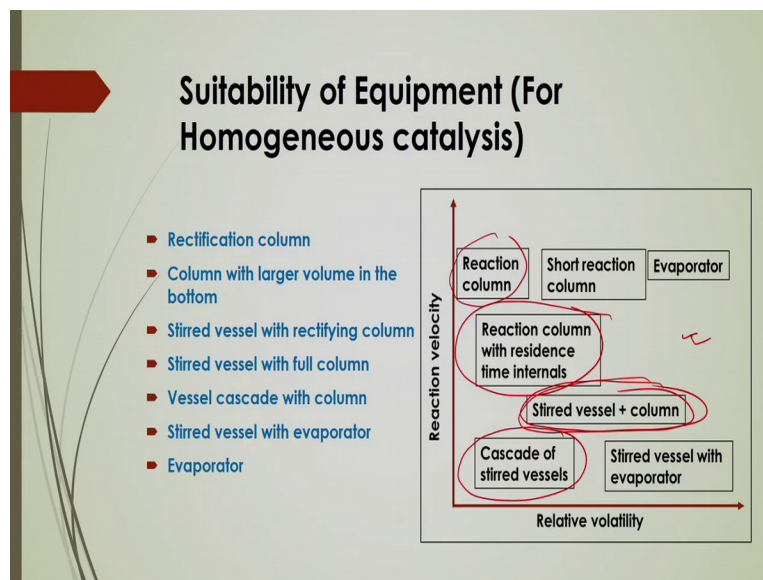 Suitability of Equipment (For
Homogeneous catalysis)
Rectification column
Column with larger volume in the
bottom
Stirred vessel with rectifying column
Stirred vessel with full column
Vessel cascade with column
Stirred vessel with evaporator
Evaporator
Reaction velocity
Reaction
column
Short reaction
column
Evaporator
Reaction column
with residence
time internals
Stirred vessel + column
Cascade of
stirred vessels
Stirred vessel with
evaporator
Relative volatility